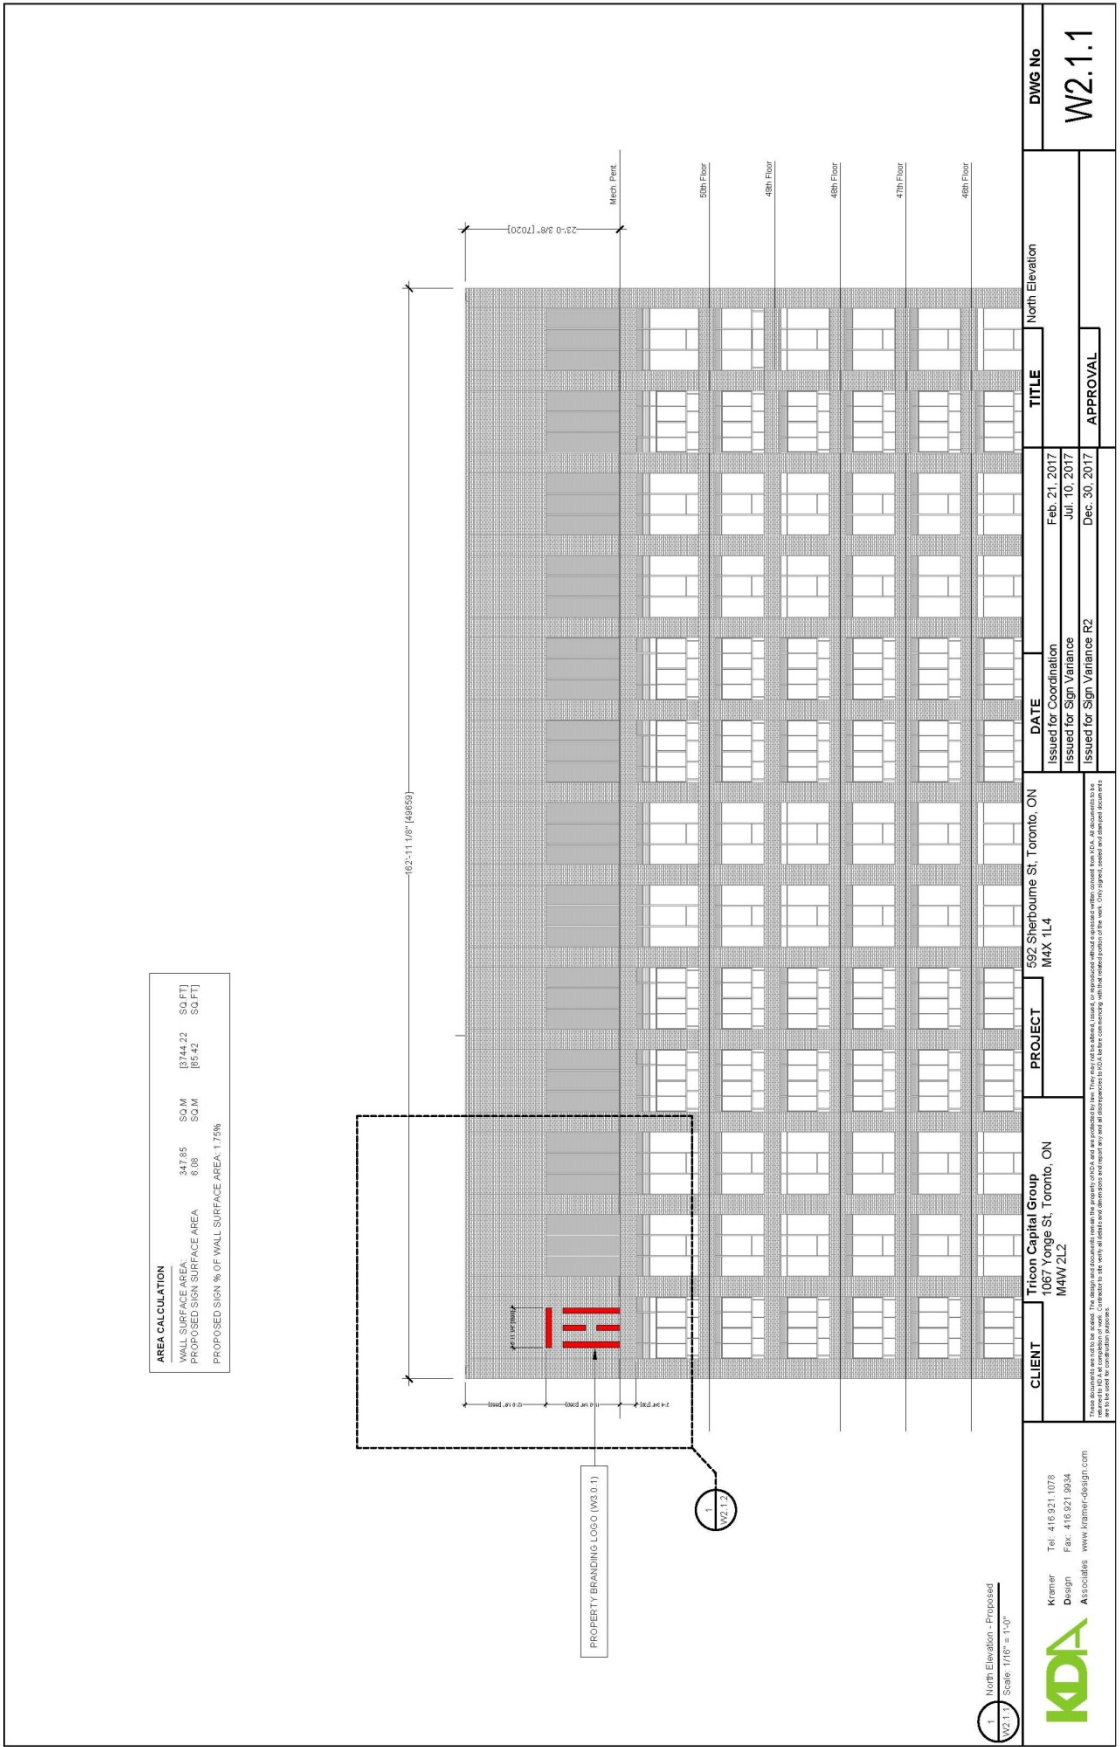 AREA CALCULATION
WALL SURFACE AREA: 347.85 SQ.M [3744.22 SQ.FT]
PROPOSED SIGN SURFACE AREA 6.08 SQ.M [65.42 SQ.FT]
PROPOSED SIGN % OF WALL SURFACE AREA: 1.75%
162'-11 1/8" [49659]
23'-0 3/8" [7020]
Mech. Pent.
50th Floor
49th Floor
48th Floor
47th Floor
46th Floor
PROPERTY BRANDING LOGO (W3.0.1)
1
W2.1.2
1
W2.1.1
North Elevation - Proposed
Scale: 1/16" = 1'-0"
KDA
Kramer Tel: 416.921.1078
Design Fax: 416.921.9934
Associates www.kramer-design.com
CLIENT
Tricon Capital Group
1067 Yonge St, Toronto, ON
M4W 2L2
PROJECT
592 Sherbourne St, Toronto, ON
M4X 1L4
DATE
Issued for Coordination Feb. 21, 2017
Issued for Sign Variance Jul. 10, 2017
Issued for Sign Variance R2 Dec. 30, 2017
TITLE
North Elevation
APPROVAL
DWG No
W2.1.1